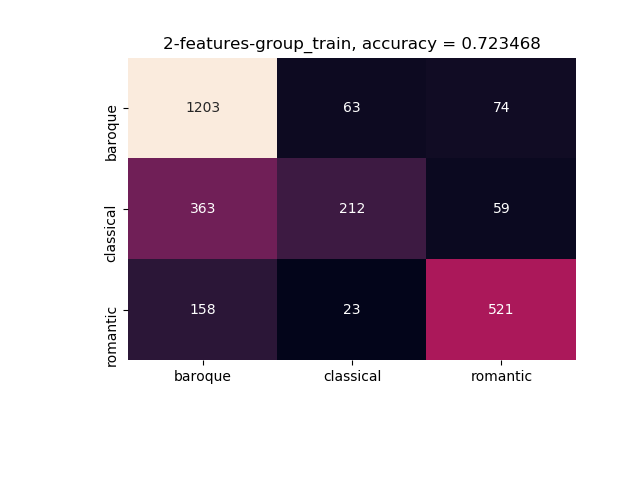 2-features-group_train, accuracy = 0.723468
baroque 1203 63 74
classical 363 212 59
romantic 158 23 521
baroque classical romantic